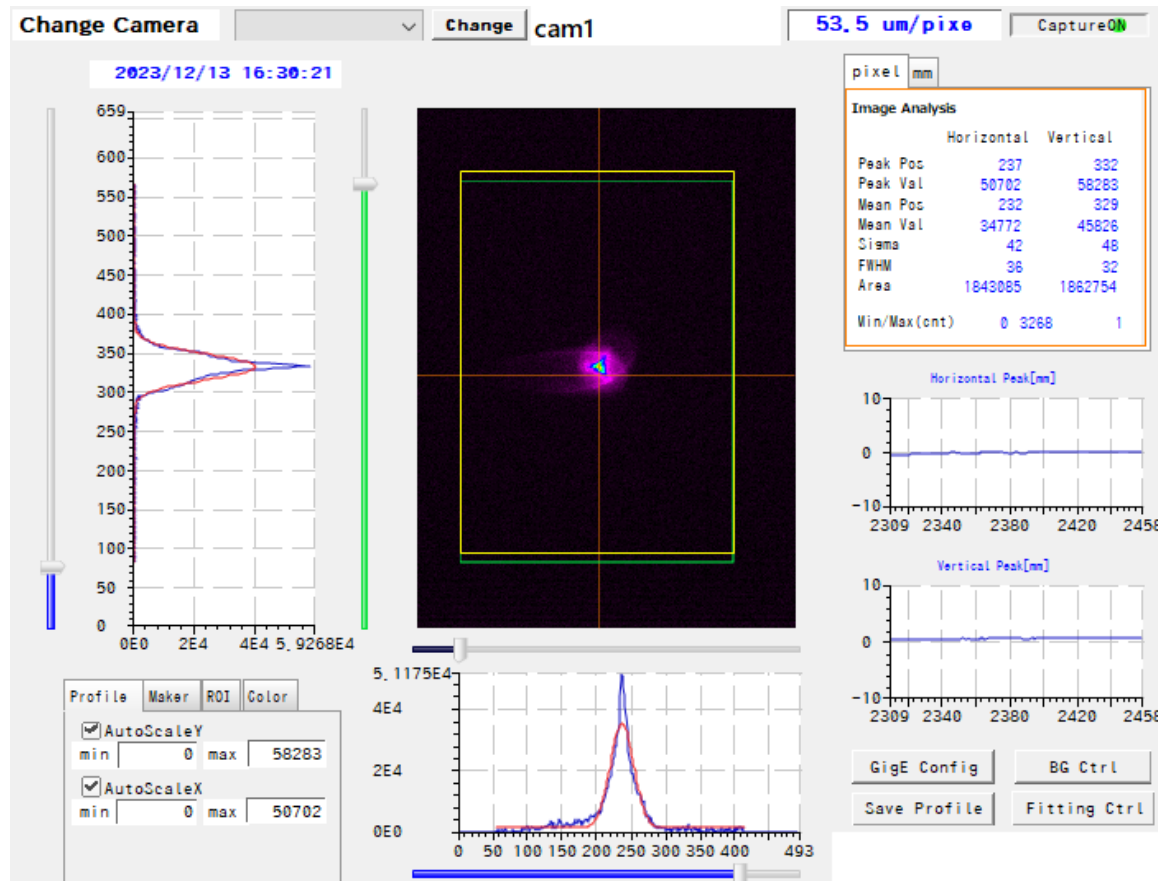 Change Camera Change cam1 53.5 um/pixe CaptureON
2023/12/13 16:30:21
659
600
550
500
450
400
350
300
250
200
150
100
50
0
0E0 2E4 4E4 5.9268E4
pixel mm
Image Analysis
Horizontal Vertical
Peak Pos 237 332
Peak Val 50702 58283
Mean Pos 232 329
Mean Val 34772 45826
Sigma 42 48
FWHM 36 32
Area 1843085 1862754
Min/Max(cnt) 0 3268 1
Horizontal Peak[mm]
10
0
-10
2309 2340 2380 2420 2458
Vertical Peak[mm]
10
0
-10
2309 2340 2380 2420 2458
Profile Maker ROI Color
AutoScaleY
min 0 max 58283
AutoScaleX
min 0 max 50702
5.1175E4
4E4
2E4
0E0
0 50 100 150 200 250 300 350 400 493
GigE Config BG Ctrl
Save Profile Fitting Ctrl